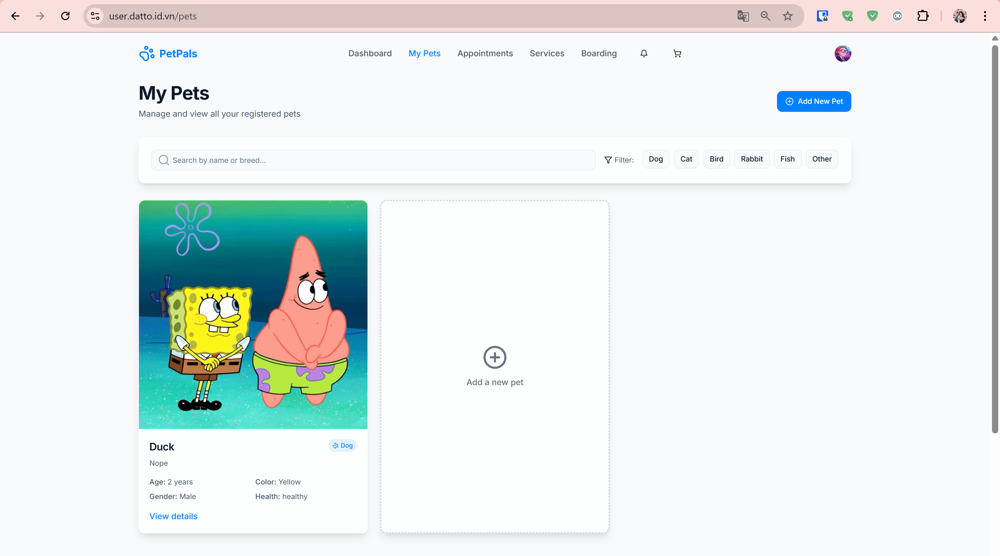 user.datto.id.vn/pets
PetPals
Dashboard My Pets Appointments Services Boarding
My Pets
Manage and view all your registered pets
Add New Pet
Search by name or breed...
Filter: Dog Cat Bird Rabbit Fish Other
Add a new pet
Duck
Dog
Nope
Age: 2 years Color: Yellow
Gender: Male Health: healthy
View details